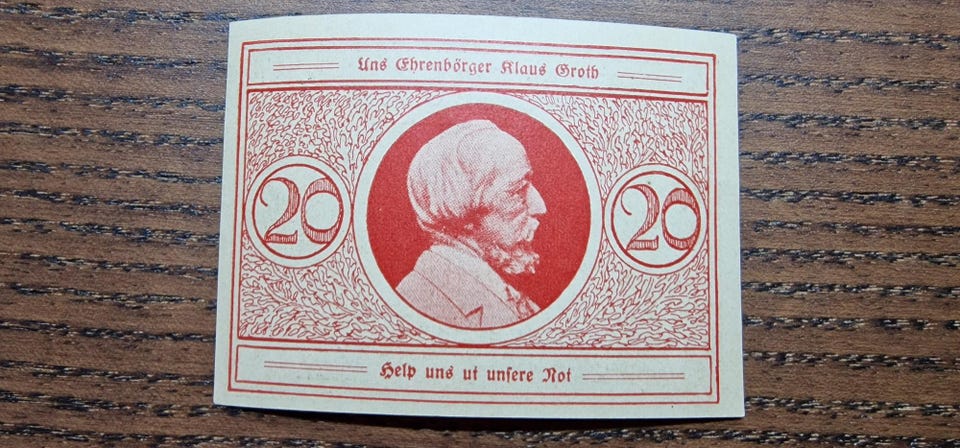 Uns Ehrenbörger Klaus Groth
20 20
Help uns ut unsere Not